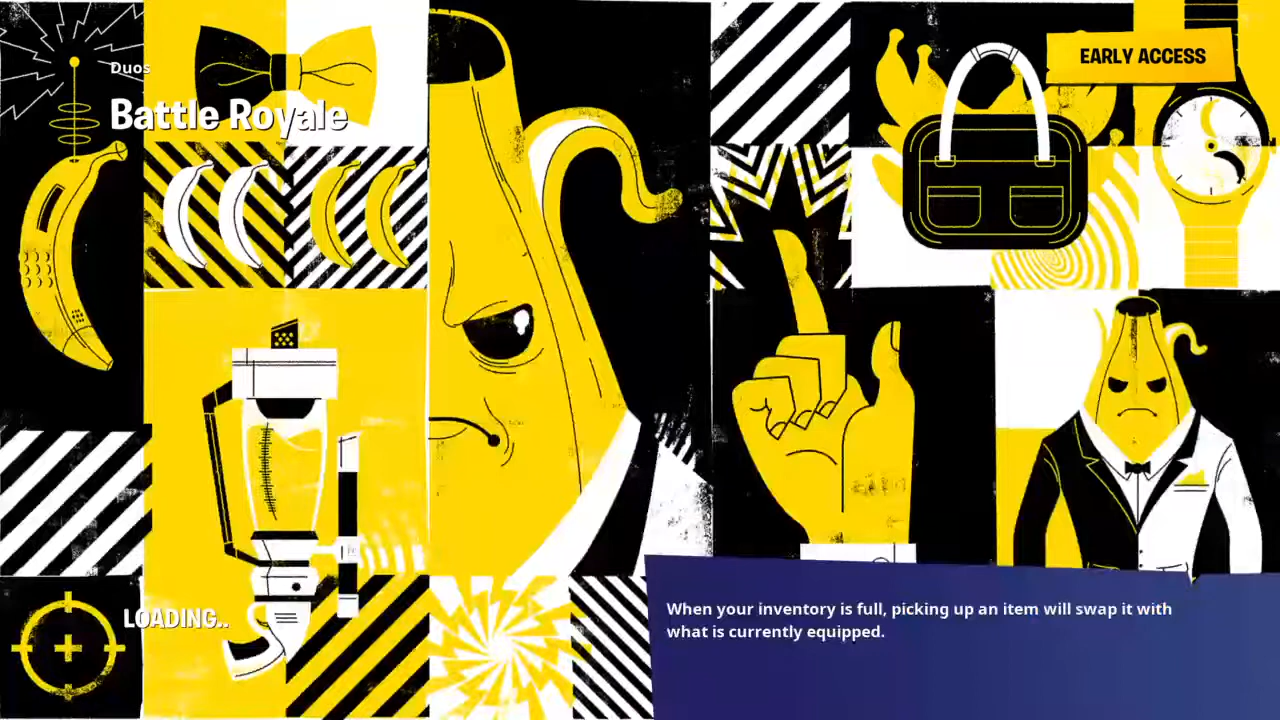 Duos
Battle Royale
EARLY ACCESS
LOADING..
When your inventory is full, picking up an item will swap it with
what is currently equipped.